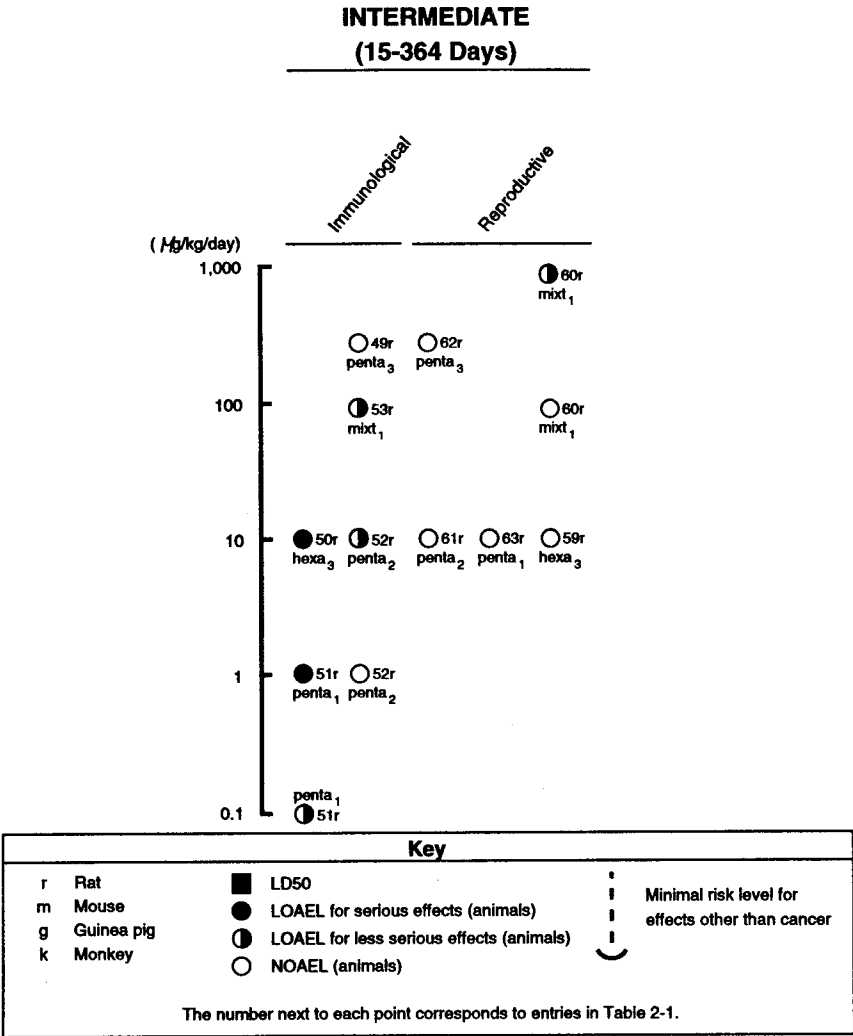 INTERMEDIATE
(15-364 Days)
Immunological
Reproductive
(μg/kg/day)
1,000
60r
mixt1
49r
penta3
62r
penta3
100
53r
mixt1
60r
mixt1
10
50r
hexa3
52r
penta2
61r
penta2
63r
penta1
59r
hexa3
1
51r
penta1
52r
penta2
penta1
0.1
51r
Key
r Rat
m Mouse
g Guinea pig
k Monkey
LD50
LOAEL for serious effects (animals)
LOAEL for less serious effects (animals)
NOAEL (animals)
Minimal risk level for
effects other than cancer
The number next to each point corresponds to entries in Table 2-1.